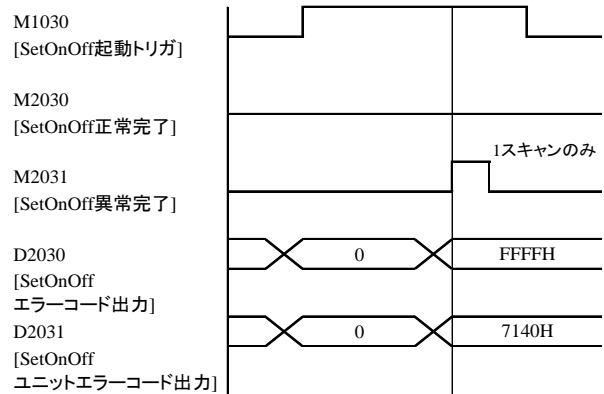 M1030
[SetOnOff起動トリガ]
M2030
[SetOnOff正常完了]
1スキャンのみ
M2031
[SetOnOff異常完了]
D2030
0
FFFFH
[SetOnOff
エラーコード出力]
D2031
0
7140H
[SetOnOff
ユニットエラーコード出力]